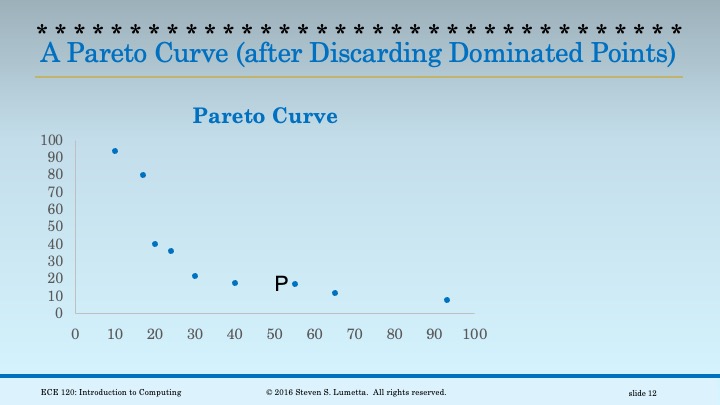 * * * * * * * * * * * * * * * * * * * * * * * * * * * * * * * * * * *
A Pareto Curve (after Discarding Dominated Points)
Pareto Curve
100
90
80
70
60
50
40
30
20
10
0
P
0 10 20 30 40 50 60 70 80 90 100
ECE 120: Introduction to Computing © 2016 Steven S. Lumetta. All rights reserved. slide 12